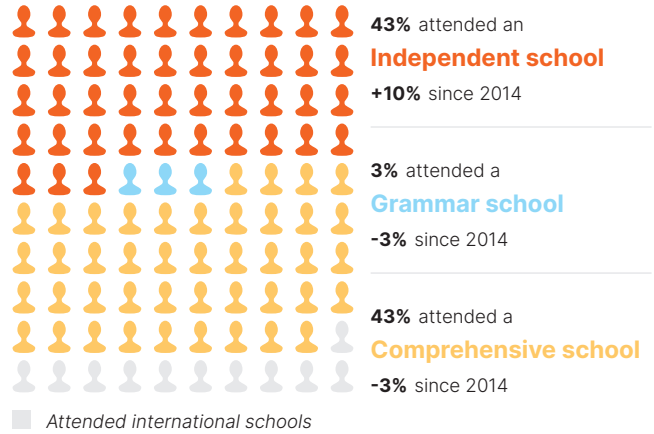 43% attended an
Independent school
+10% since 2014
3% attended a
Grammar school
-3% since 2014
43% attended a
Comprehensive school
-3% since 2014
Attended international schools